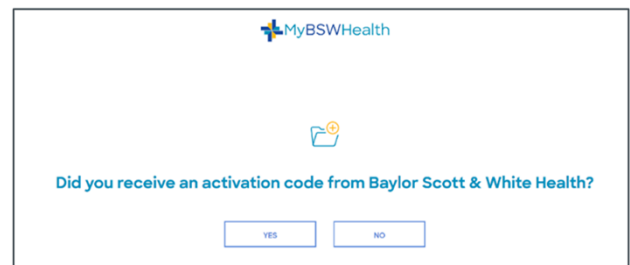 MyBSWHealth
Did you receive an activation code from Baylor Scott & White Health?
YES NO